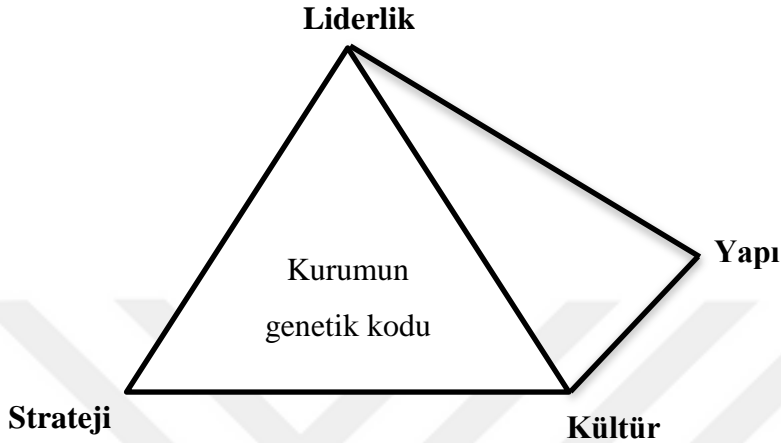 Liderlik
Yapı
Kurumun
genetik kodu
Strateji
Kültür